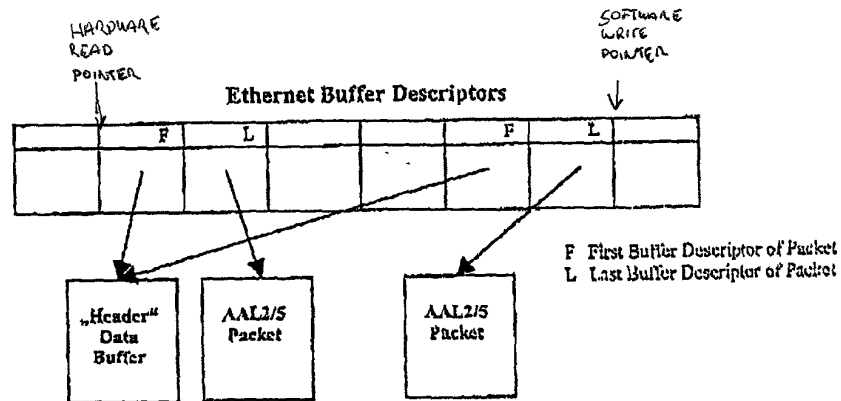 HARDWARE
READ
POINTER
SOFTWARE
WRITE
POINTER
Ethernet Buffer Descriptors
F L F L
F First Buffer Descriptor of Packet
L Last Buffer Descriptor of Packet
„Header“
Data
Buffer
AAL2/5
Packet
AAL2/5
Packet